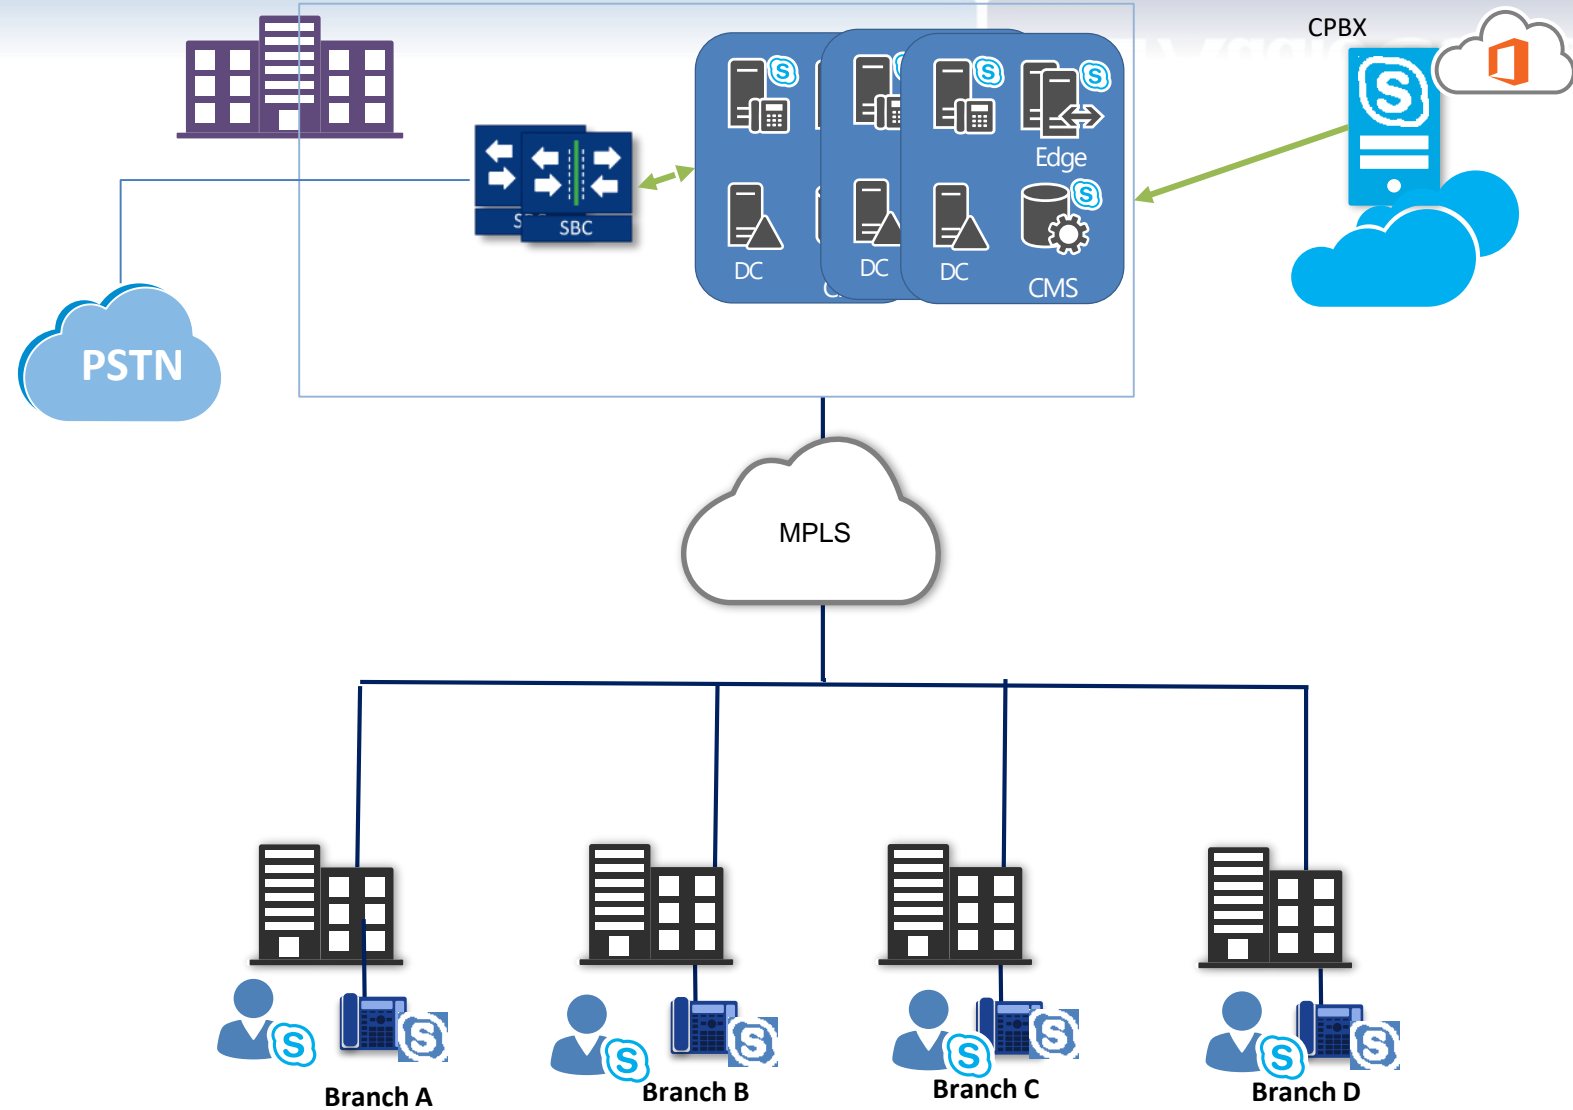 CPBX
Edge
SBC
DC
DC
DC
CMS
PSTN
MPLS
Branch A
Branch B
Branch C
Branch D